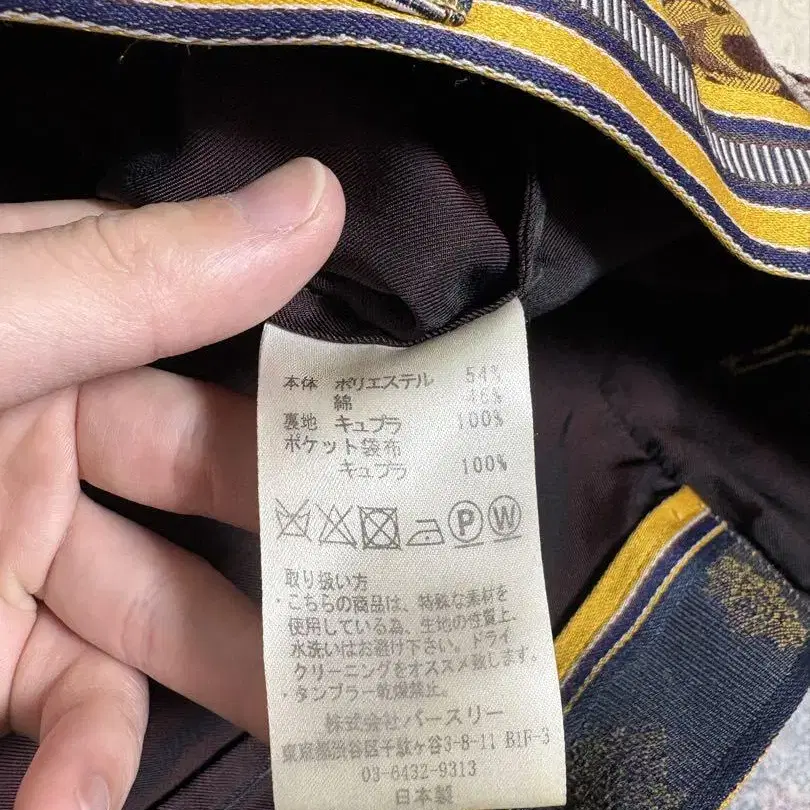 本体 ポリエステル 54%
綿 46%
裏地 キュプラ 100%
ポケット袋布
キュプラ 100%
P W
取り扱い方
・こちらの商品は、特殊な素材を
使用している為、生地の性質上、
水洗いはお避け下さい。ドライ
クリーニングをオススメ致します。
・タンブラー乾燥禁止。
株式会社バースリー
東京都渋谷区千駄ヶ谷3-8-11 B1F-3
03-6432-9313
日本製